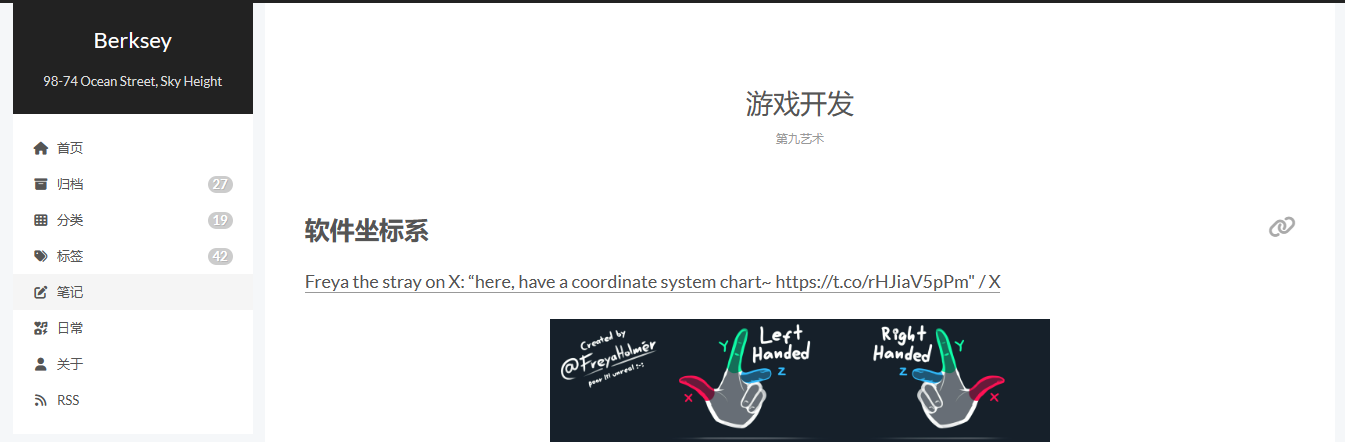 Berksey
98-74 Ocean Street, Sky Height
首页
归档 27
分类 19
标签 42
笔记
日常
关于
RSS
游戏开发
第九艺术
软件坐标系
Freya the stray on X: “here, have a coordinate system chart~ https://t.co/rHJiaV5pPm" / X
Created by
@FreyaHolmér
poor lil unreal :'-)
Left
Handed
Y
Z
X
Right
Handed
Y
Z
X